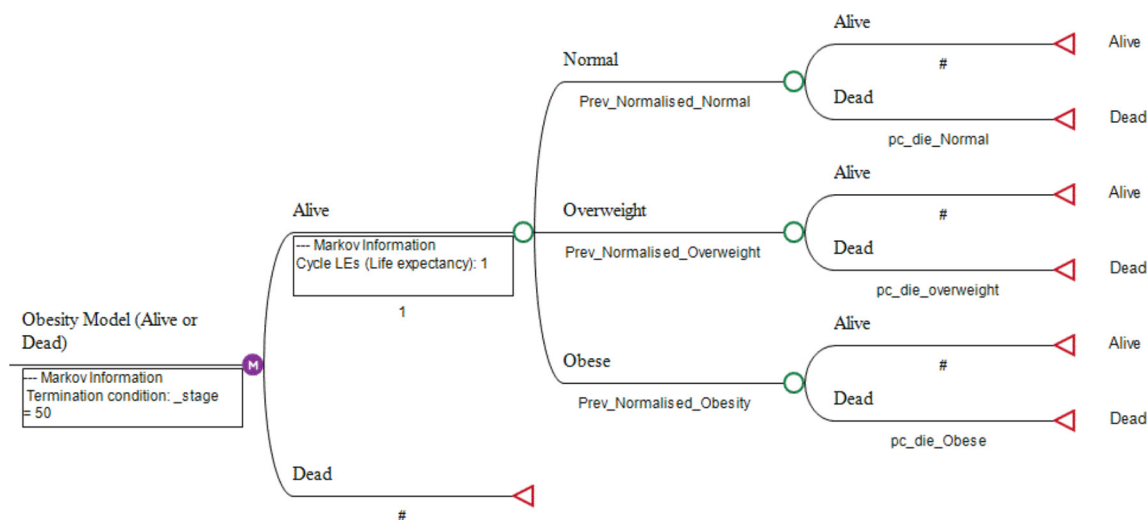 Alive
Alive
#
Normal
Prev_Normalised_Normal
Dead
Dead
pc_die_Normal
Alive
Alive
#
Alive
--- Markov Information
Cycle LEs (Life expectancy): 1
1
Overweight
Prev_Normalised_Overweight
Dead
Dead
pc_die_overweight
Obesity Model (Alive or
Dead)
M
--- Markov Information
Termination condition: _stage
= 50
Alive
Alive
#
Obese
Prev_Normalised_Obesity
Dead
Dead
pc_die_Obese
Dead
#